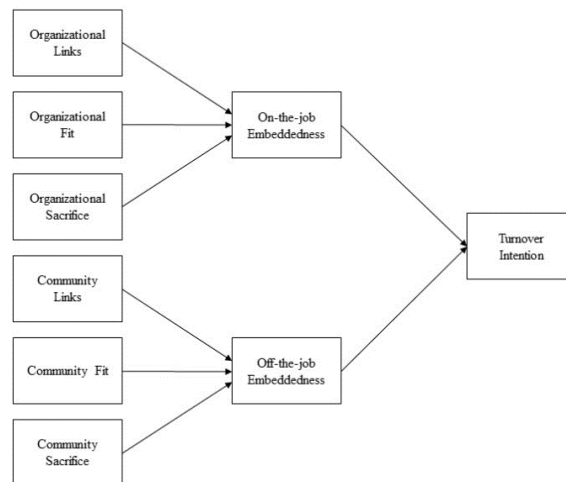 Organizational
Links
Organizational
Fit
Organizational
Sacrifice
Community
Links
Community Fit
Community
Sacrifice
On-the-job
Embeddedness
Off-the-job
Embeddedness
Turnover
Intention